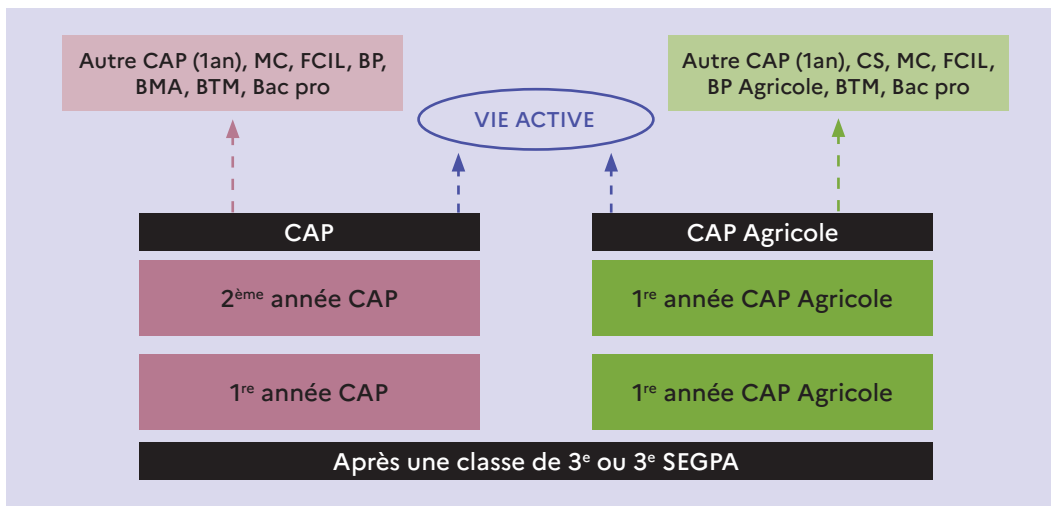 Autre CAP (1an), MC, FCIL, BP,
BMA, BTM, Bac pro
Autre CAP (1an), CS, MC, FCIL,
BP Agricole, BTM, Bac pro
VIE ACTIVE
CAP
CAP Agricole
2ème année CAP
1re année CAP Agricole
1re année CAP
1re année CAP Agricole
Après une classe de 3e ou 3e SEGPA